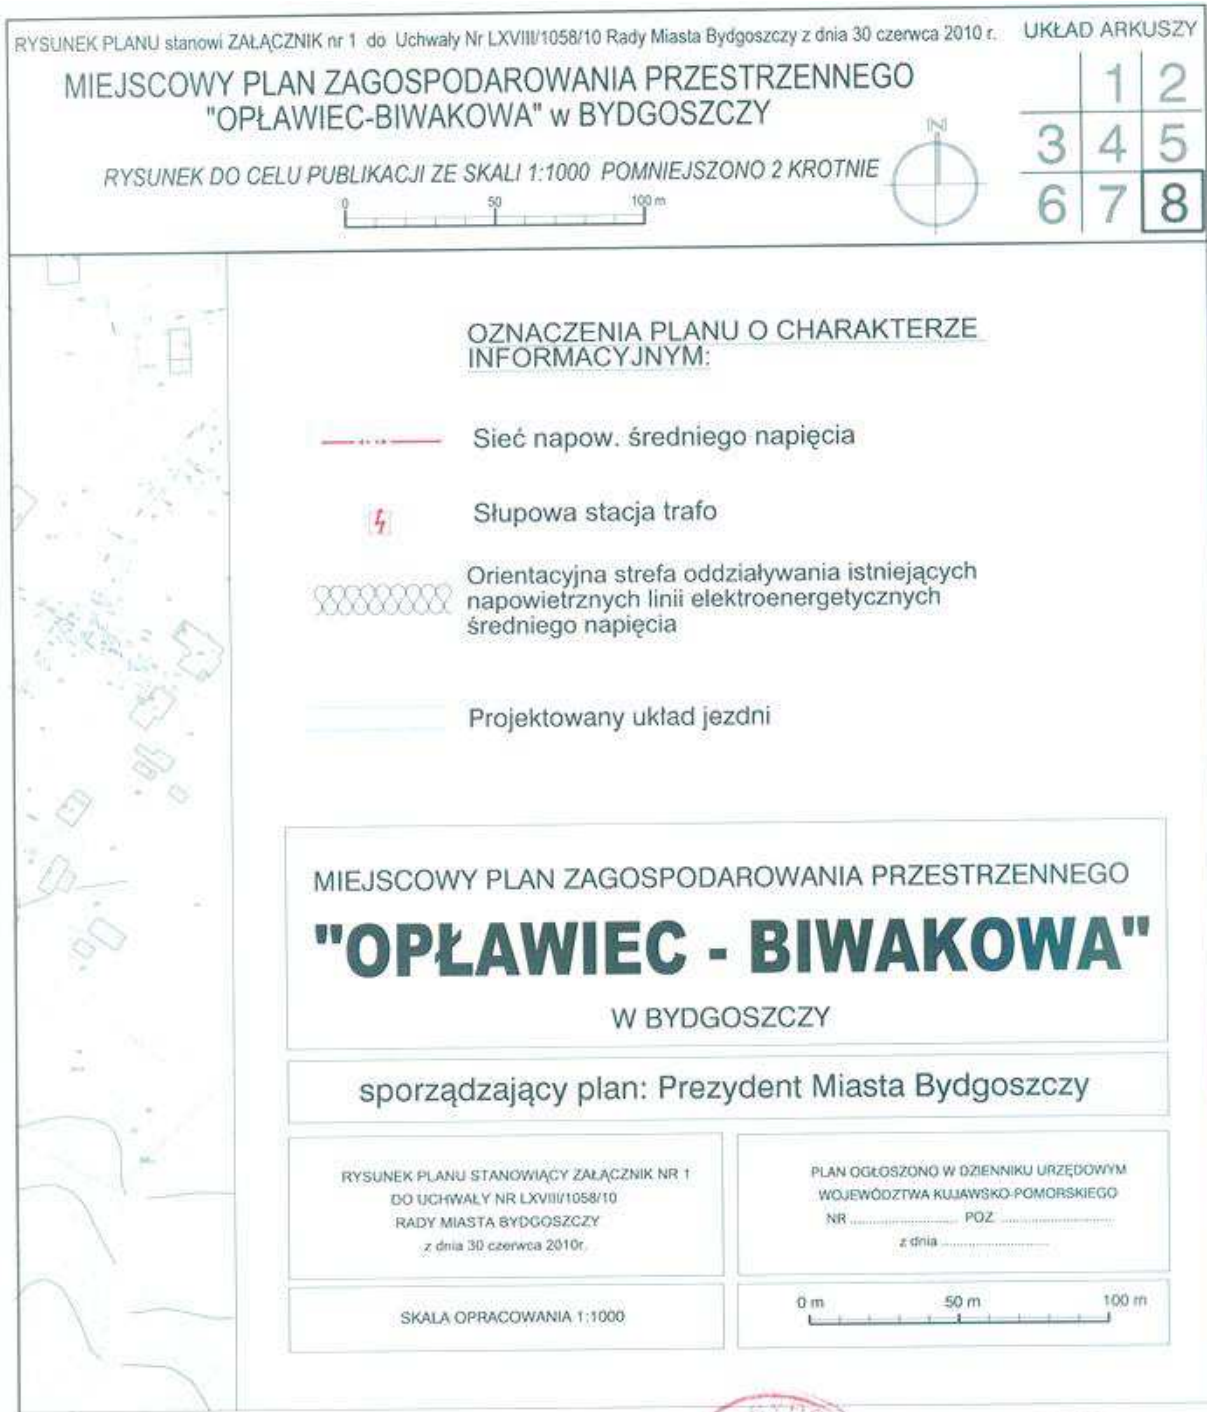 RYSUNEK PLANU stanowi ZAŁĄCZNIK nr 1 do Uchwały Nr LXVIII/1058/10 Rady Miasta Bydgoszczy z dnia 30 czerwca 2010 r.
UKŁAD ARKUSZY
MIEJSCOWY PLAN ZAGOSPODAROWANIA PRZESTRZENNEGO
"OPŁAWIEC-BIWAKOWA" w BYDGOSZCZY
RYSUNEK DO CELU PUBLIKACJI ZE SKALI 1:1000 POMNIEJSZONO 2 KROTNIE
0 50 100 m
N
1 2
3 4 5
6 7 8
OZNACZENIA PLANU O CHARAKTERZE
INFORMACYJNYM:
Sieć napow. średniego napięcia
Słupowa stacja trafo
Orientacyjna strefa oddziaływania istniejących
napowietrznych linii elektroenergetycznych
średniego napięcia
Projektowany układ jezdni
MIEJSCOWY PLAN ZAGOSPODAROWANIA PRZESTRZENNEGO
"OPŁAWIEC - BIWAKOWA"
W BYDGOSZCZY
sporządzający plan: Prezydent Miasta Bydgoszczy
RYSUNEK PLANU STANOWIĄCY ZAŁĄCZNIK NR 1
DO UCHWAŁY NR LXVIII/1058/10
RADY MIASTA BYDGOSZCZY
z dnia 30 czerwca 2010r.
PLAN OGŁOSZONO W DZIENNIKU URZĘDOWYM
WOJEWÓDZTWA KUJAWSKO-POMORSKIEGO
NR ........................ POZ .........................
z dnia ........................
SKALA OPRACOWANIA 1:1000
0 m 50 m 100 m